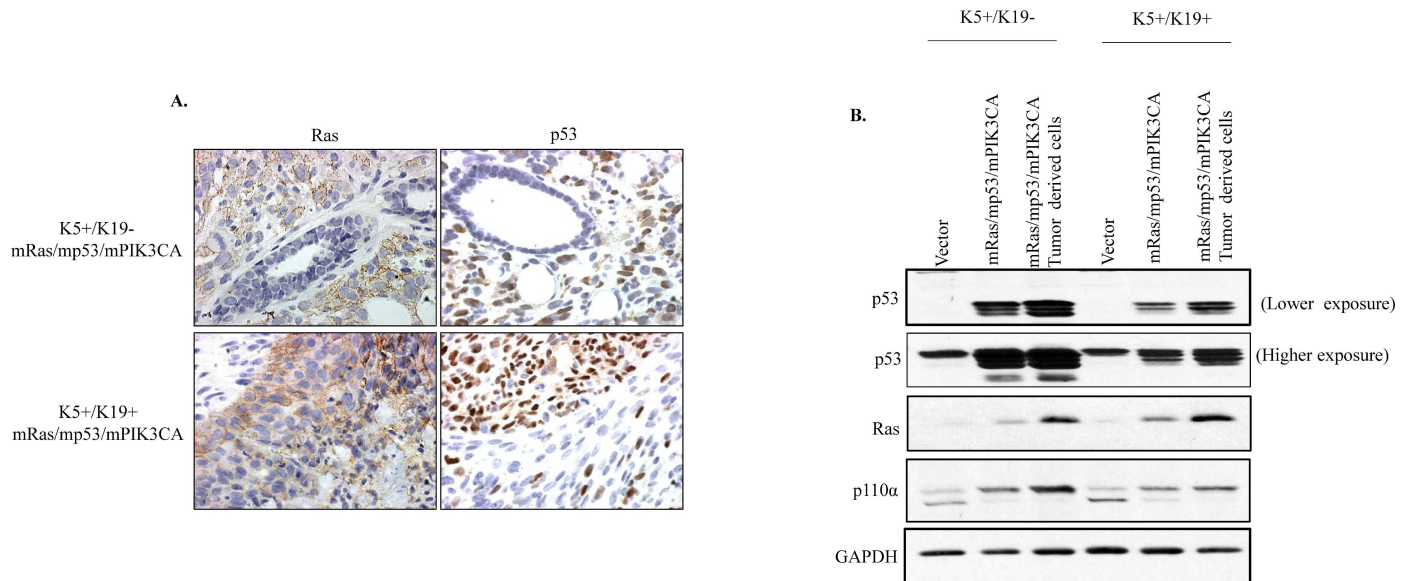 A.
Ras
p53
K5+/K19-
mRas/mp53/mPIK3CA
K5+/K19+
mRas/mp53/mPIK3CA
B.
K5+/K19-
K5+/K19+
Vector
mRas/mp53/mPIK3CA
mRas/mp53/mPIK3CA
Tumor derived cells
Vector
mRas/mp53/mPIK3CA
mRas/mp53/mPIK3CA
Tumor derived cells
p53
(Lower exposure)
p53
(Higher exposure)
Ras
p110α
GAPDH